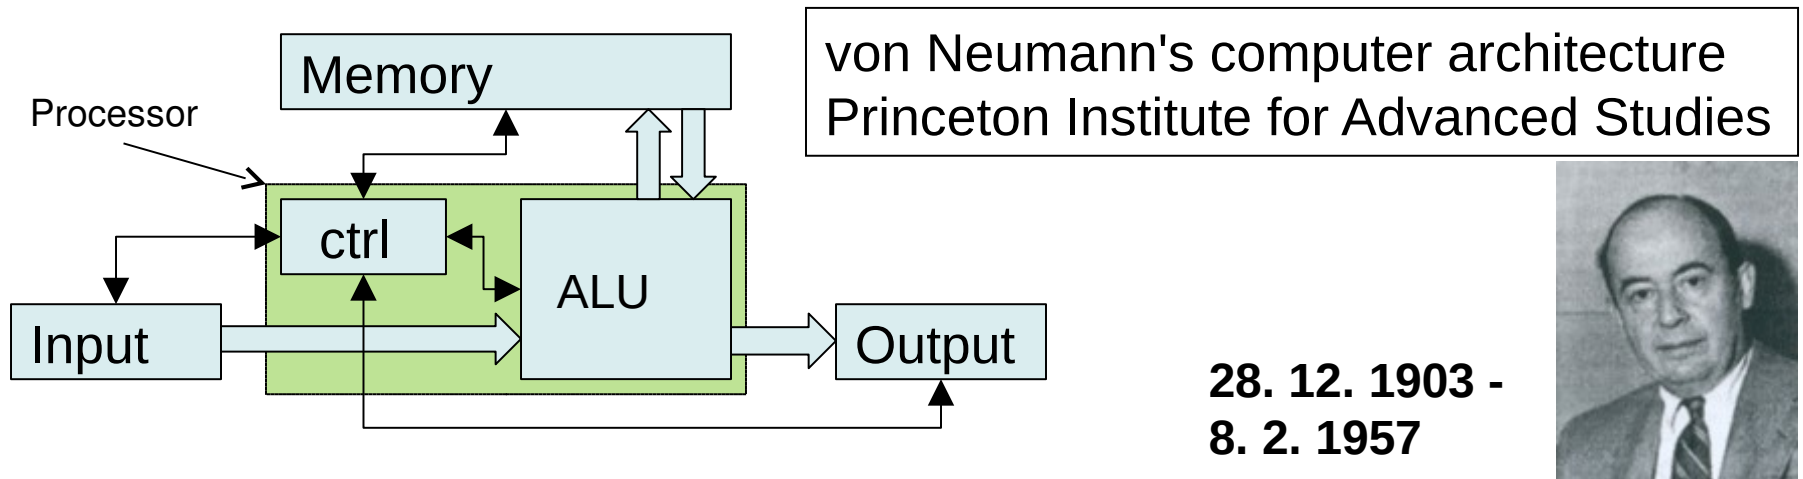 von Neumann's computer architecture
Princeton Institute for Advanced Studies
Memory
Processor
ctrl
ALU
Input
Output
28. 12. 1903 -
8. 2. 1957